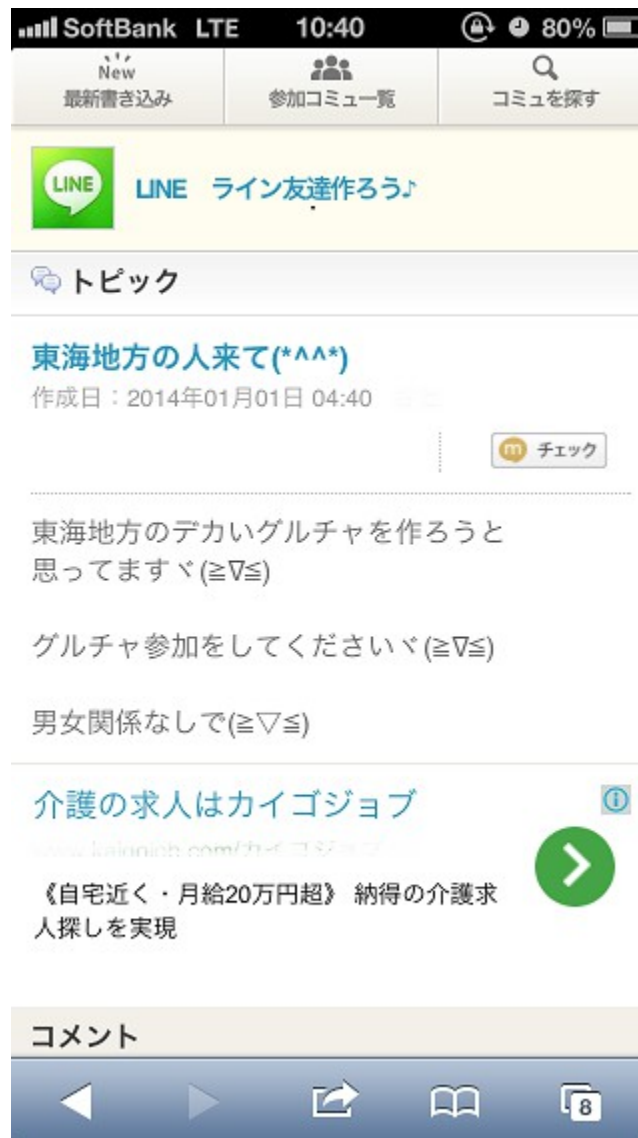 SoftBank LTE 10:40 80%
New
最新書き込み
参加コミュ一覧
コミュを探す
LINE
LINE ライン友達作ろう♪
トピック
東海地方の人来て(*^^*)
作成日：2014年01月01日 04:40
m チェック
東海地方のデカいグルチャを作ろうと
思ってますヾ(≧∇≦)
グルチャ参加をしてくださいヾ(≧∇≦)
男女関係なしで(≧▽≦)
介護の求人はカイゴジョブ
《自宅近く・月給20万円超》 納得の介護求
人探しを実現
コメント
8